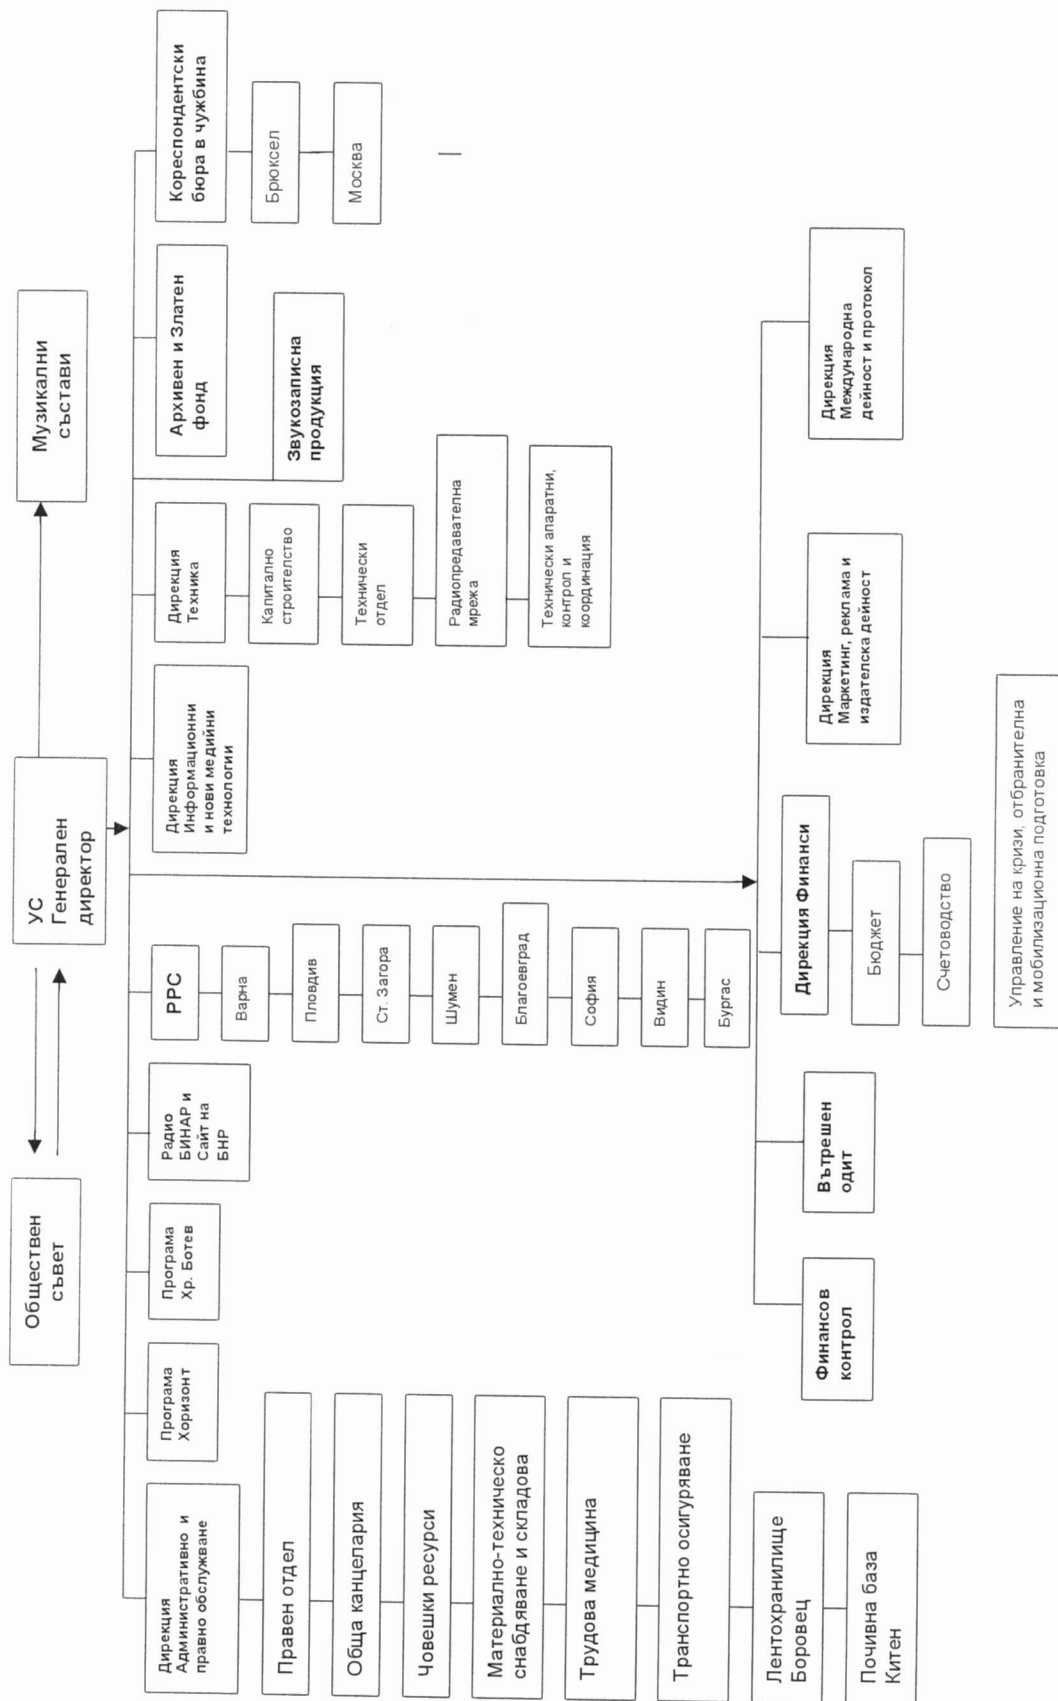 Обществен
съвет
УС
Генерален
директор
Музикални
състави
Дирекция
Административно и
правно обслужване
Правен отдел
Обща канцелария
Човешки ресурси
Материално-техническо
снабдяване и складова
Трудова медицина
Транспортно осигуряване
Лентохранилище
Боровец
Почивна база
Китен
Програма
Хоризонт
Програма
Хр. Ботев
Радио
БИНАР и
Сайт на
БНР
РРС
Варна
Пловдив
Ст. Загора
Шумен
Благоевград
София
Видин
Бургас
Дирекция
Информационни
и нови медийни
технологии
Дирекция
Техника
Капитално
строителство
Технически
отдел
Радиопредавателна
мрежа
Технически апаратни,
контрол и
координация
Звукозаписна
продукция
Архивен и Златен
фонд
Кореспондентски
бюра в чужбина
Брюксел
Москва
Финансов
контрол
Вътрешен
одит
Дирекция Финанси
Бюджет
Счетоводство
Дирекция
Маркетинг, реклама и
издателска дейност
Дирекция
Международна
дейност и протокол
Управление на кризи, отбранителна
и мобилизационна подготовка